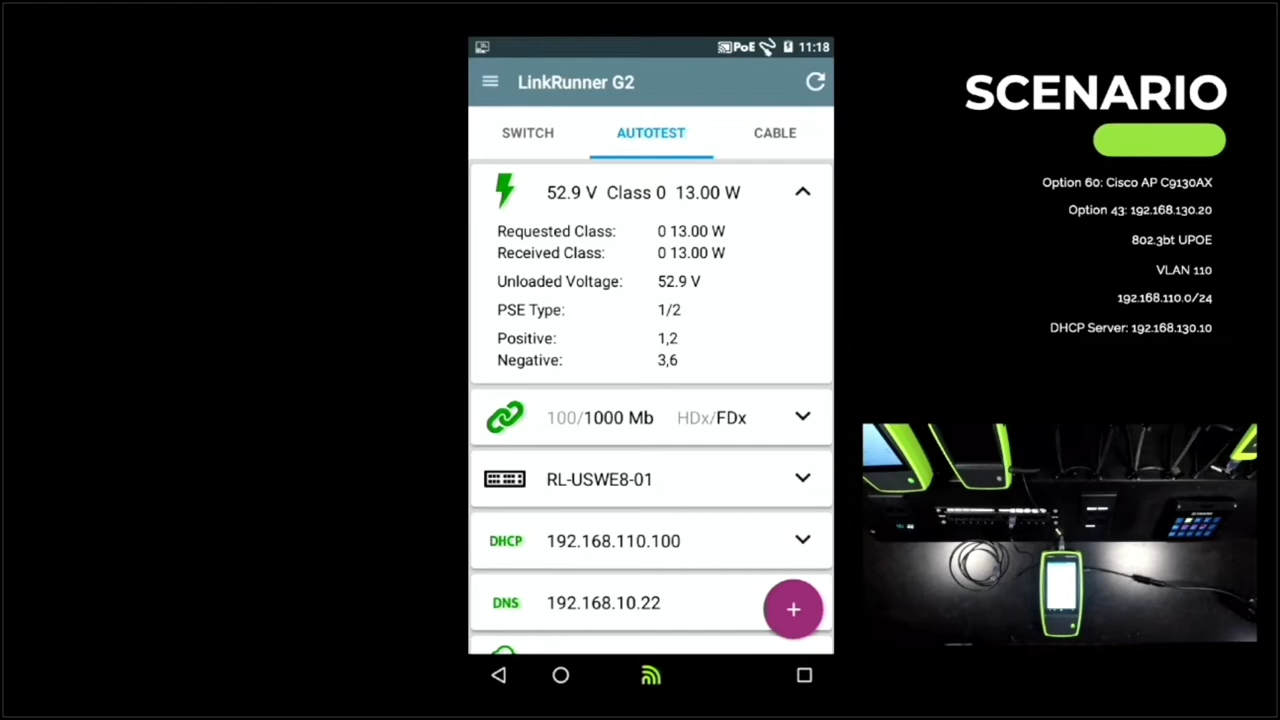 PoE 11:18
LinkRunner G2
SWITCH AUTOTEST CABLE
52.9 V Class 0 13.00 W
Requested Class: 0 13.00 W
Received Class: 0 13.00 W
Unloaded Voltage: 52.9 V
PSE Type: 1/2
Positive: 1,2
Negative: 3,6
100/1000 Mb HDx/FDx
RL-USWE8-01
DHCP 192.168.110.100
DNS 192.168.10.22
+
SCENARIO
Option 60: Cisco AP C9130AX
Option 43: 192.168.130.20
802.3bt UPOE
VLAN 110
192.168.110.0/24
DHCP Server: 192.168.130.10